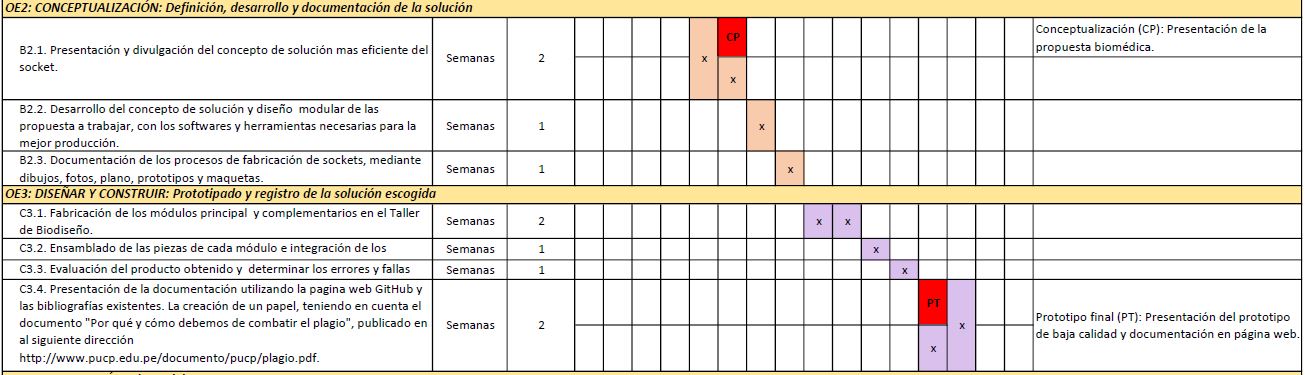 OE2: CONCEPTUALIZACIÓN: Definición, desarrollo y documentación de la solución
B2.1. Presentación y divulgación del concepto de solución mas eficiente del
socket.
Semanas
2
x
CP
x
Conceptualización (CP): Presentación de la
propuesta biomédica.
B2.2. Desarrollo del concepto de solución y diseño modular de las
propuesta a trabajar, con los softwares y herramientas necesarias para la
mejor producción.
Semanas
1
x
B2.3. Documentación de los procesos de fabricación de sockets, mediante
dibujos, fotos, plano, prototipos y maquetas.
Semanas
1
x
OE3: DISEÑAR Y CONSTRUIR: Prototipado y registro de la solución escogida
C3.1. Fabricación de los módulos principal y complementarios en el Taller
de Biodiseño.
Semanas
2
x
x
C3.2. Ensamblado de las piezas de cada módulo e integración de los
Semanas
1
x
C3.3. Evaluación del producto obtenido y determinar los errores y fallas
Semanas
1
x
C3.4. Presentación de la documentación utilizando la pagina web GitHub y
las bibliografías existentes. La creación de un papel, teniendo en cuenta el
documento "Por qué y cómo debemos de combatir el plagio", publicado en
al siguiente dirección
http://www.pucp.edu.pe/documento/pucp/plagio.pdf.
Semanas
2
PT
x
x
Prototipo final (PT): Presentación del prototipo
de baja calidad y documentación en página web.